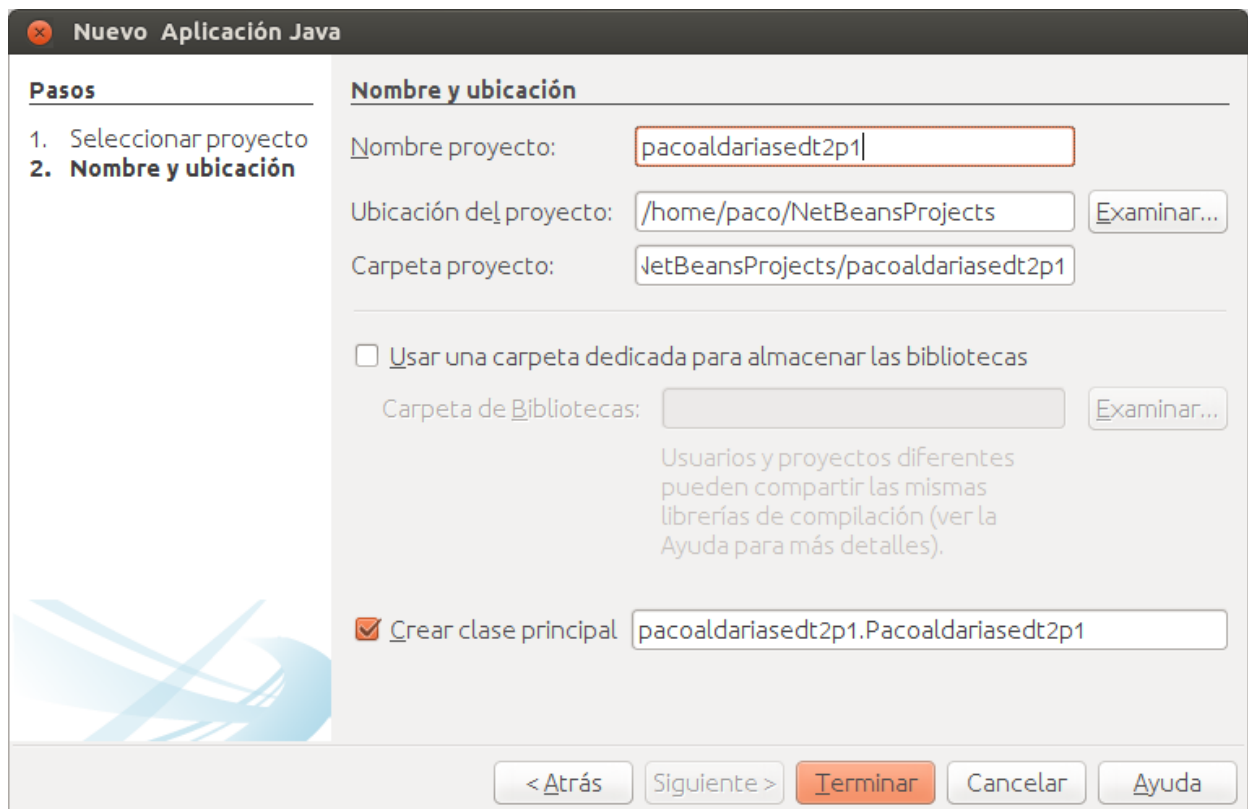 Nuevo  Aplicación Java
Pasos
1. Seleccionar proyecto
2. Nombre y ubicación
Nombre y ubicación
Nombre proyecto: pacoaldariasedt2p1
Ubicación del proyecto: /home/paco/NetBeansProjects Examinar...
Carpeta proyecto: NetBeansProjects/pacoaldariasedt2p1
Usar una carpeta dedicada para almacenar las bibliotecas
Carpeta de Bibliotecas: Examinar...
Usuarios y proyectos diferentes
pueden compartir las mismas
librerías de compilación (ver la
Ayuda para más detalles).
Crear clase principal pacoaldariasedt2p1.Pacoaldariasedt2p1
< Atrás Siguiente > Terminar Cancelar Ayuda